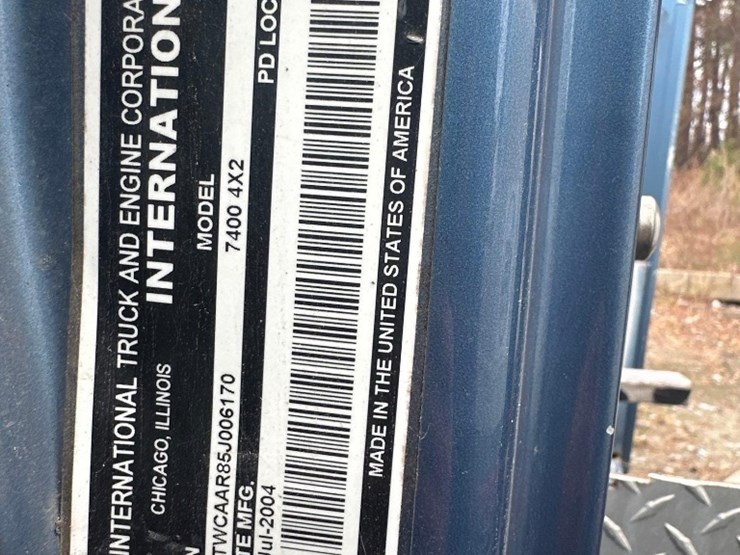 INTERNATIONAL TRUCK AND ENGINE CORPORA
CHICAGO, ILLINOIS INTERNATION
N MODEL
TWCAAR85J006170 7400 4X2
TE MFG. PD LOC
Jul-2004
MADE IN THE UNITED STATES OF AMERICA